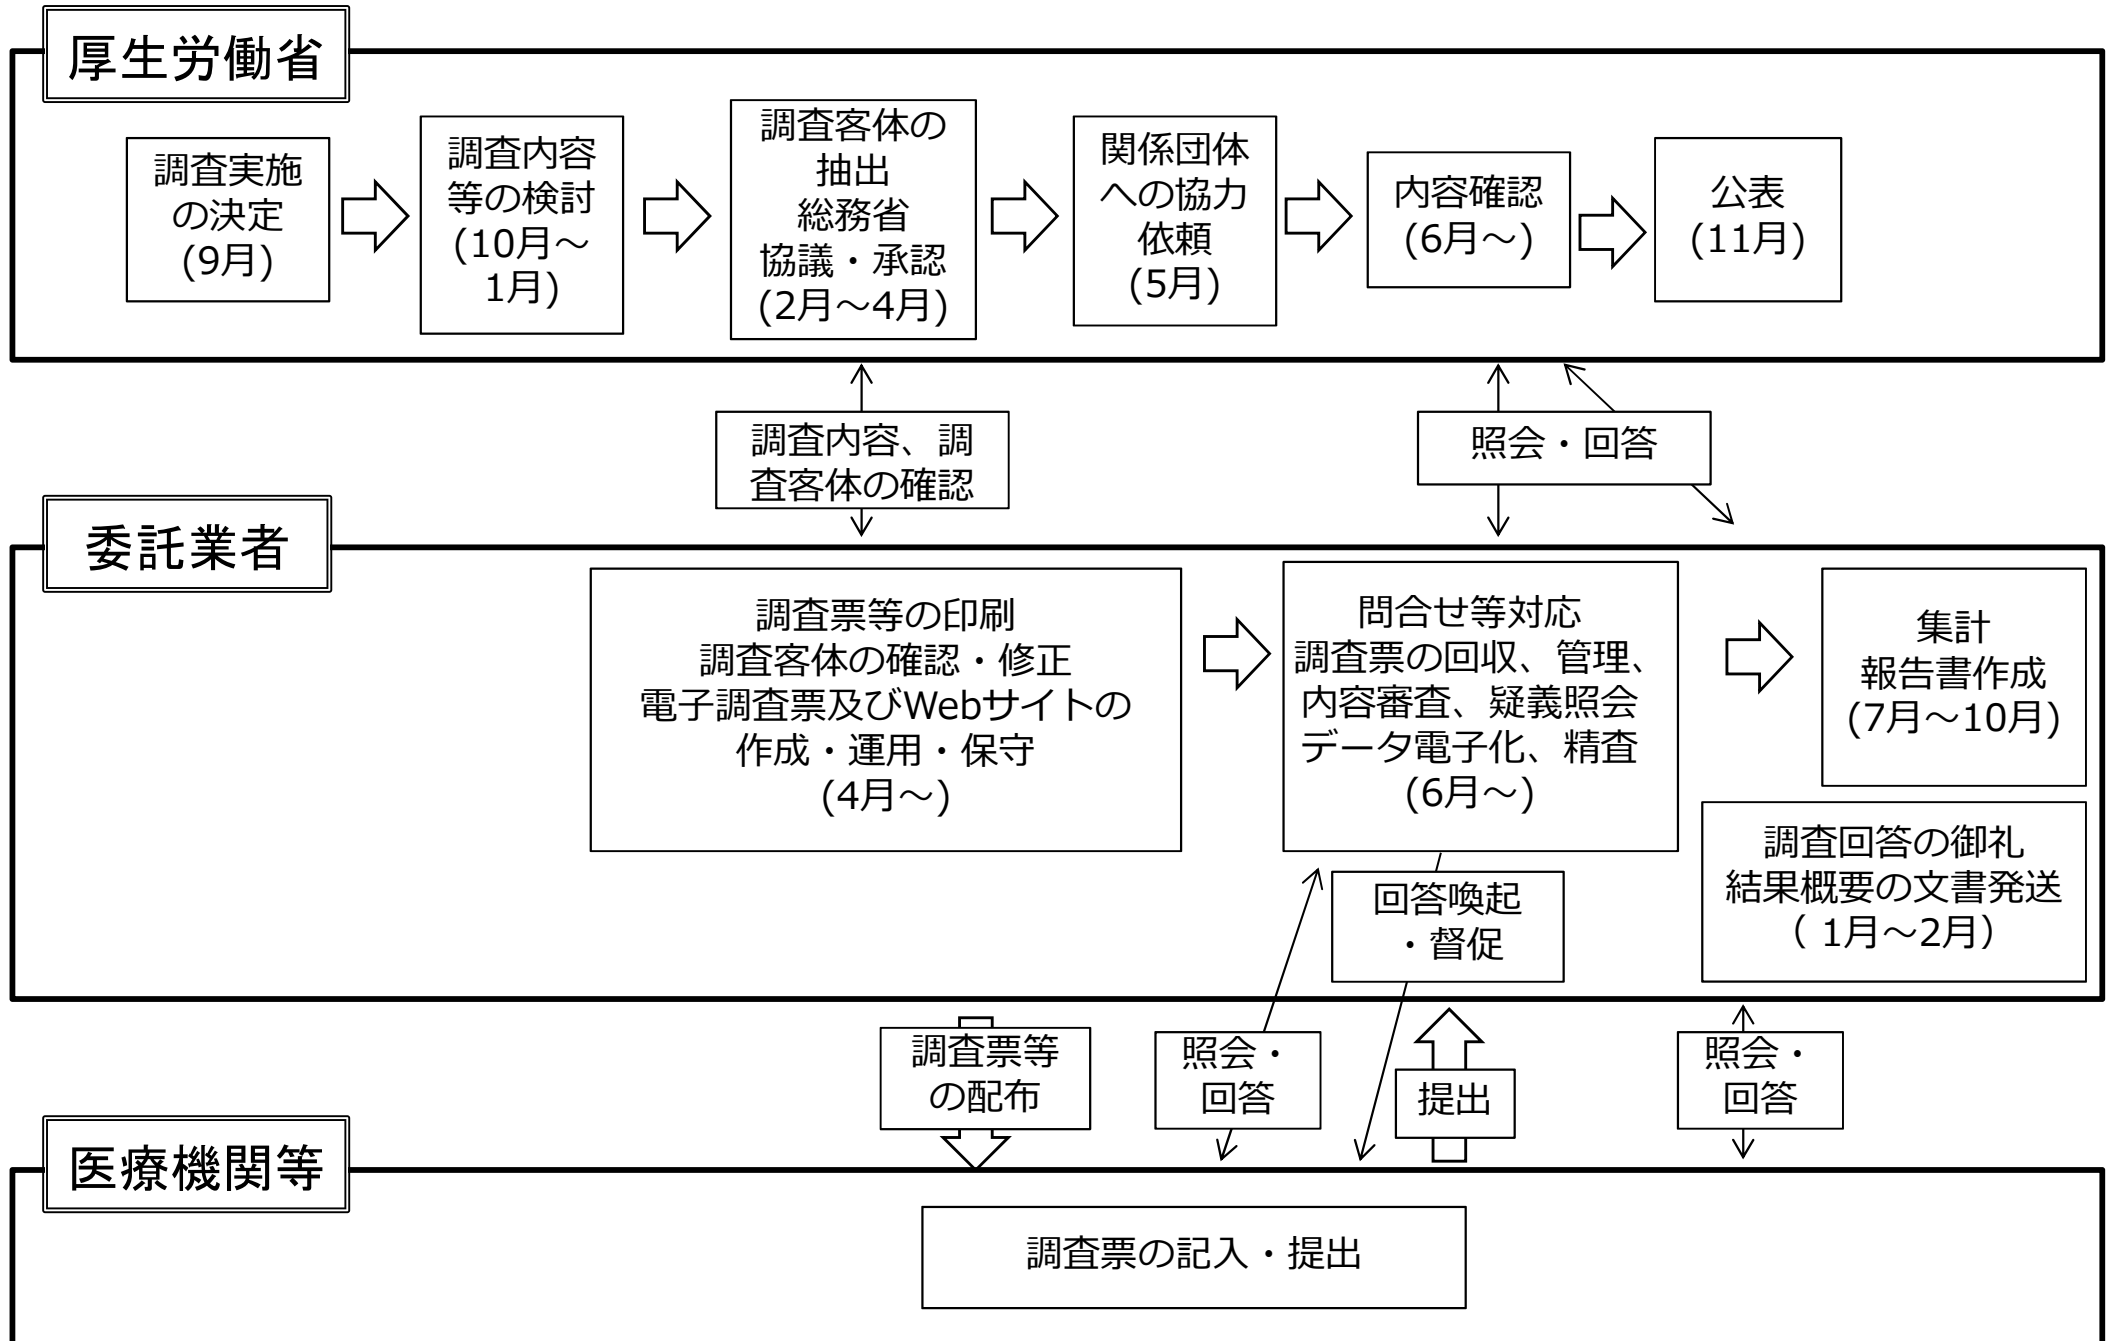 厚生労働省
調査実施
の決定
(9月)
調査内容
等の検討
(10月～
1月)
調査客体の
抽出
総務省
協議・承認
(2月～4月)
関係団体
への協力
依頼
(5月)
内容確認
(6月～)
公表
(11月)
調査内容、調
査客体の確認
照会・回答
委託業者
調査票等の印刷
調査客体の確認・修正
電子調査票及びWebサイトの
作成・運用・保守
(4月～)
問合せ等対応
調査票の回収、管理、
内容審査、疑義照会
データ電子化、精査
(6月～)
集計
報告書作成
(7月～10月)
調査回答の御礼
結果概要の文書発送
（ 1月～2月）
回答喚起
・督促
調査票等
の配布
照会・
回答
提出
照会・
回答
医療機関等
調査票の記入・提出